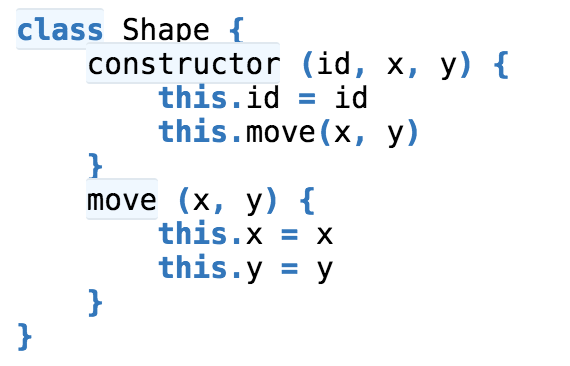 class Shape {
    constructor (id, x, y) {
        this.id = id
        this.move(x, y)
    }
    move (x, y) {
        this.x = x
        this.y = y
    }
}